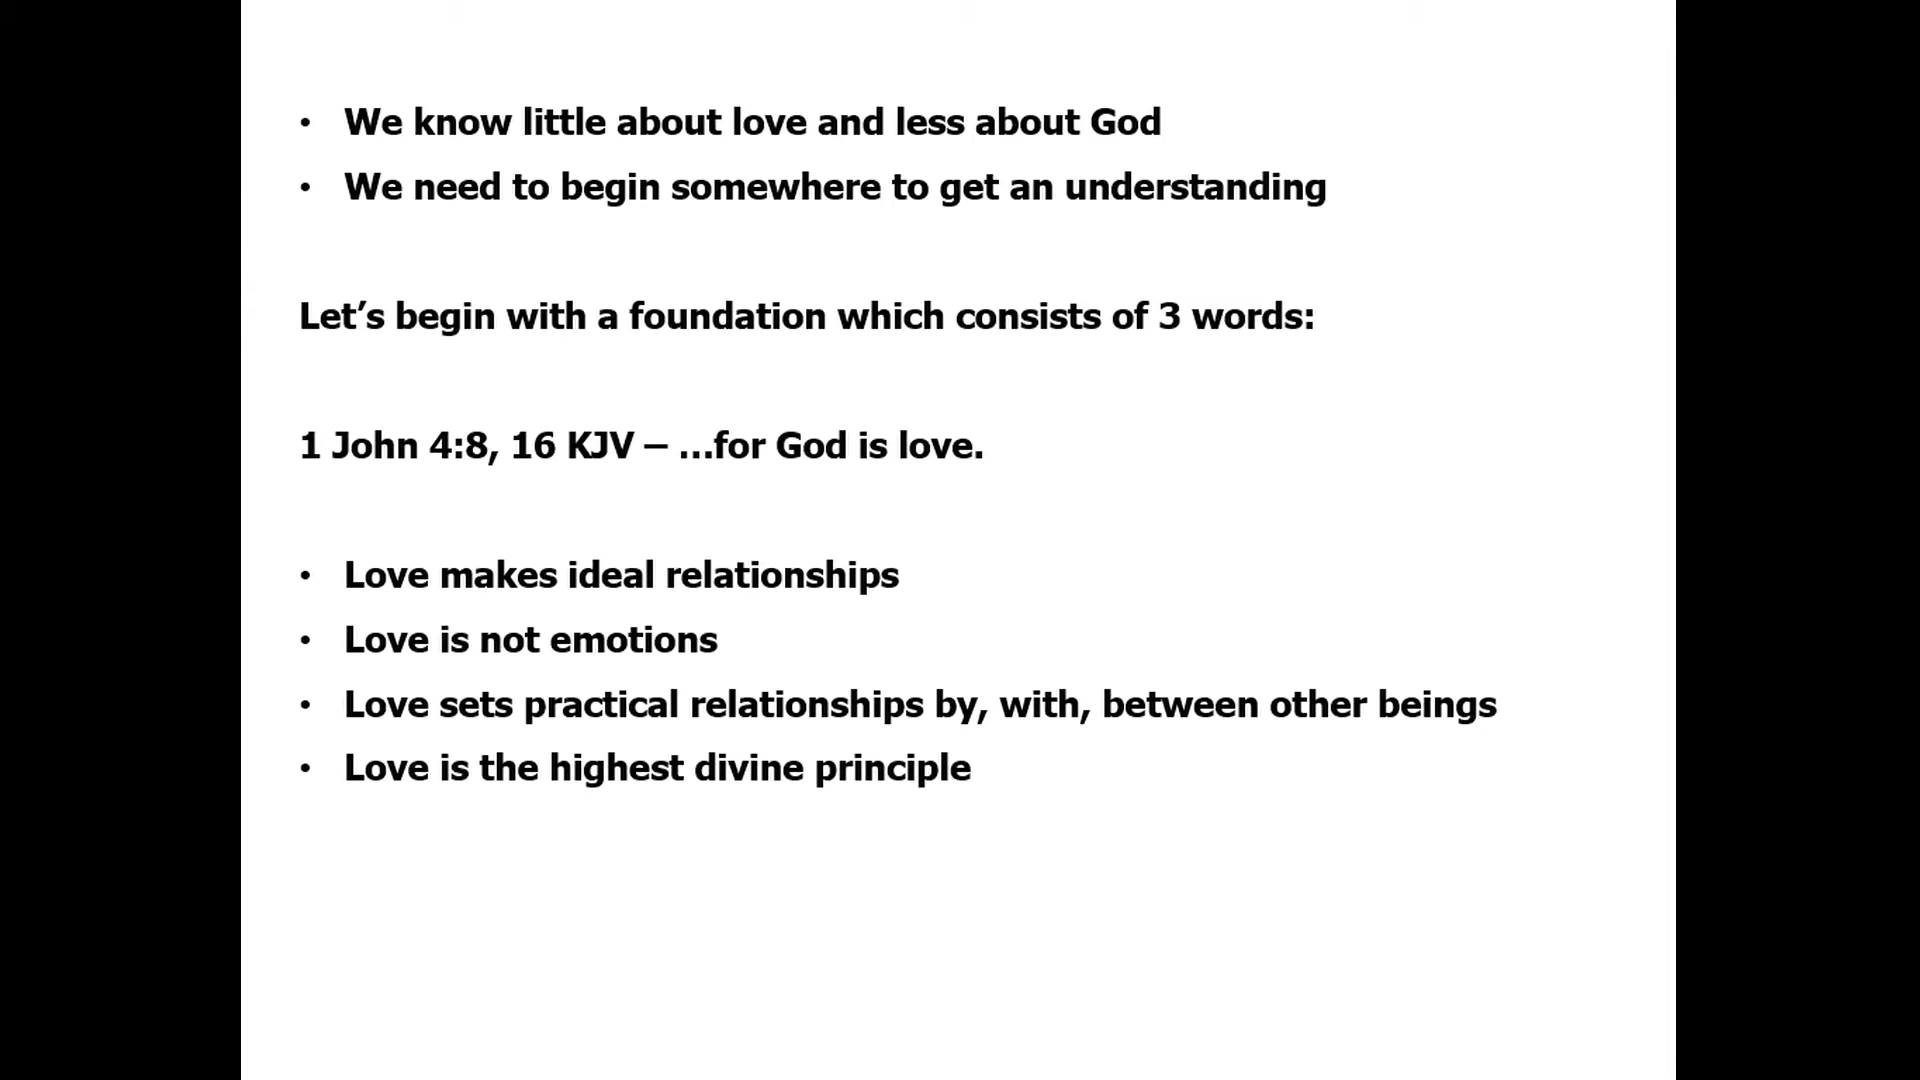 • We know little about love and less about God
• We need to begin somewhere to get an understanding
Let’s begin with a foundation which consists of 3 words:
1 John 4:8, 16 KJV – …for God is love.
• Love makes ideal relationships
• Love is not emotions
• Love sets practical relationships by, with, between other beings
• Love is the highest divine principle